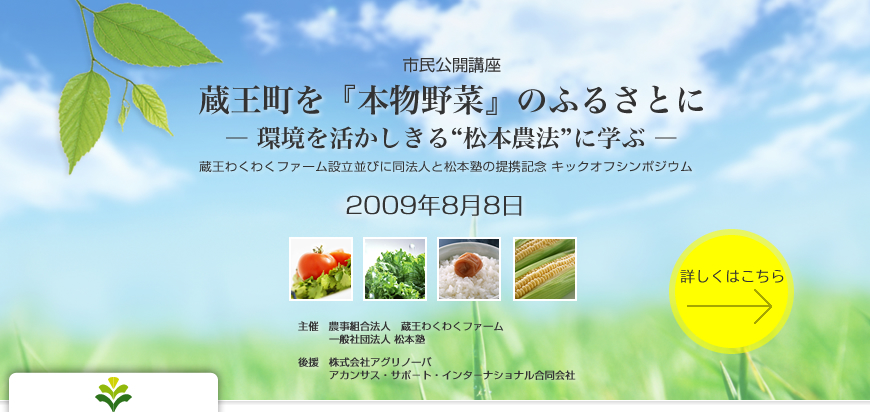 市民公開講座
蔵王町を『本物野菜』のふるさとに
― 環境を活かしきる“松本農法”に学ぶ ―
蔵王わくわくファーム設立並びに同法人と松本塾の提携記念 キックオフシンポジウム
2009年8月8日
詳しくはこちら
主催　農事組合法人　蔵王わくわくファーム
一般社団法人 松本塾
後援　株式会社アグリノーバ
アカンサス・サポート・インターナショナル合同会社